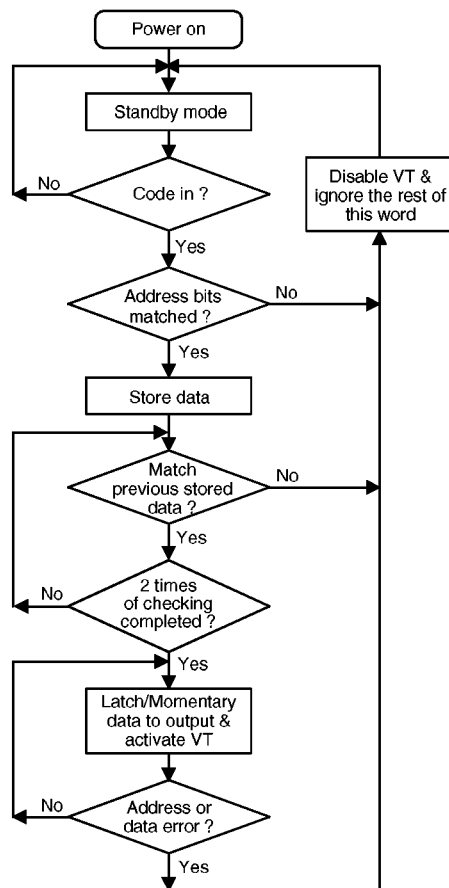 Power on
Standby mode
Code in ?
No
Yes
Disable VT &
ignore the rest of
this word
Address bits
matched ?
No
Yes
Store data
Match
previous stored
data ?
No
Yes
2 times
of checking
completed ?
No
Yes
Latch/Momentary
data to output &
activate VT
Address or
data error ?
No
Yes